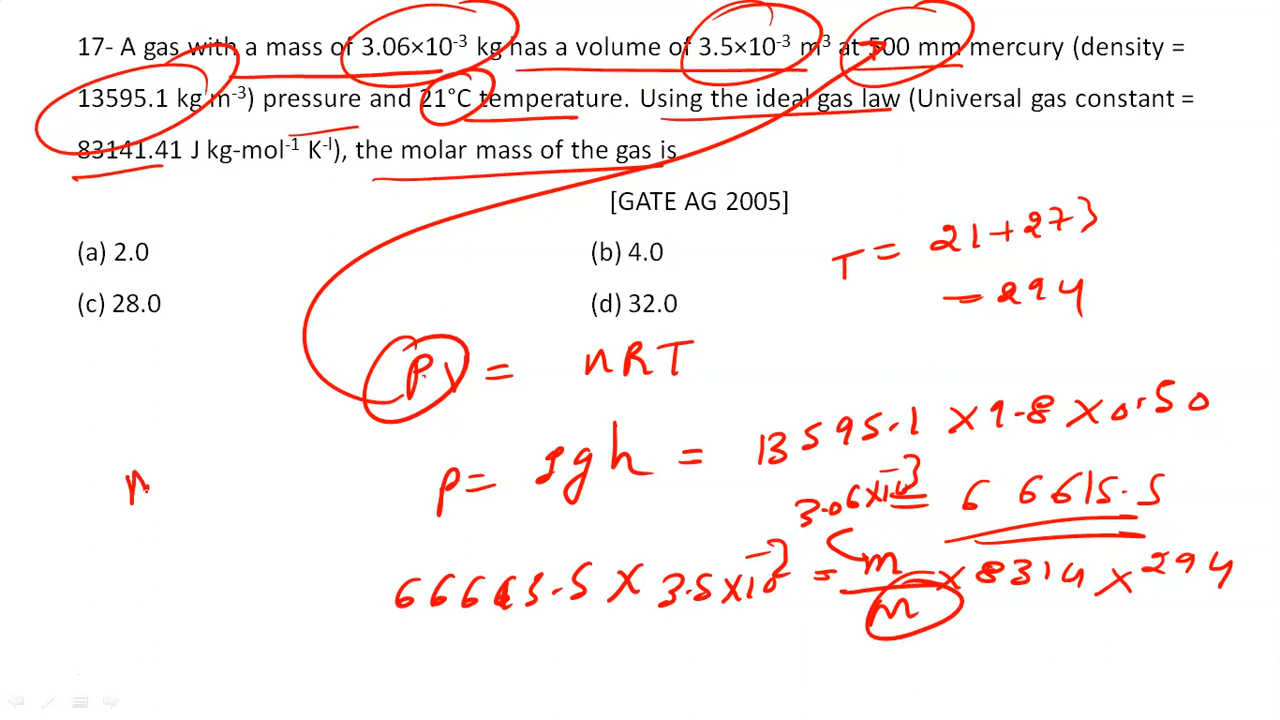 17- A gas with a mass of 3.06×10⁻³ kg has a volume of 3.5×10⁻³ m³ at 500 mm mercury (density =
13595.1 kg m⁻³) pressure and 21°C temperature. Using the ideal gas law (Universal gas constant =
83141.41 J kg-mol⁻¹ K⁻ˡ), the molar mass of the gas is
[GATE AG 2005]
(a) 2.0
(b) 4.0
(c) 28.0
(d) 32.0
T = 21+273
= 294
PV = nRT
P = ρgh = 13595.1 × 9.8 × 0.50
3.06×10⁻³
= 66615.5
66615.5 × 3.5×10⁻³ = m/m × 8314 × 294